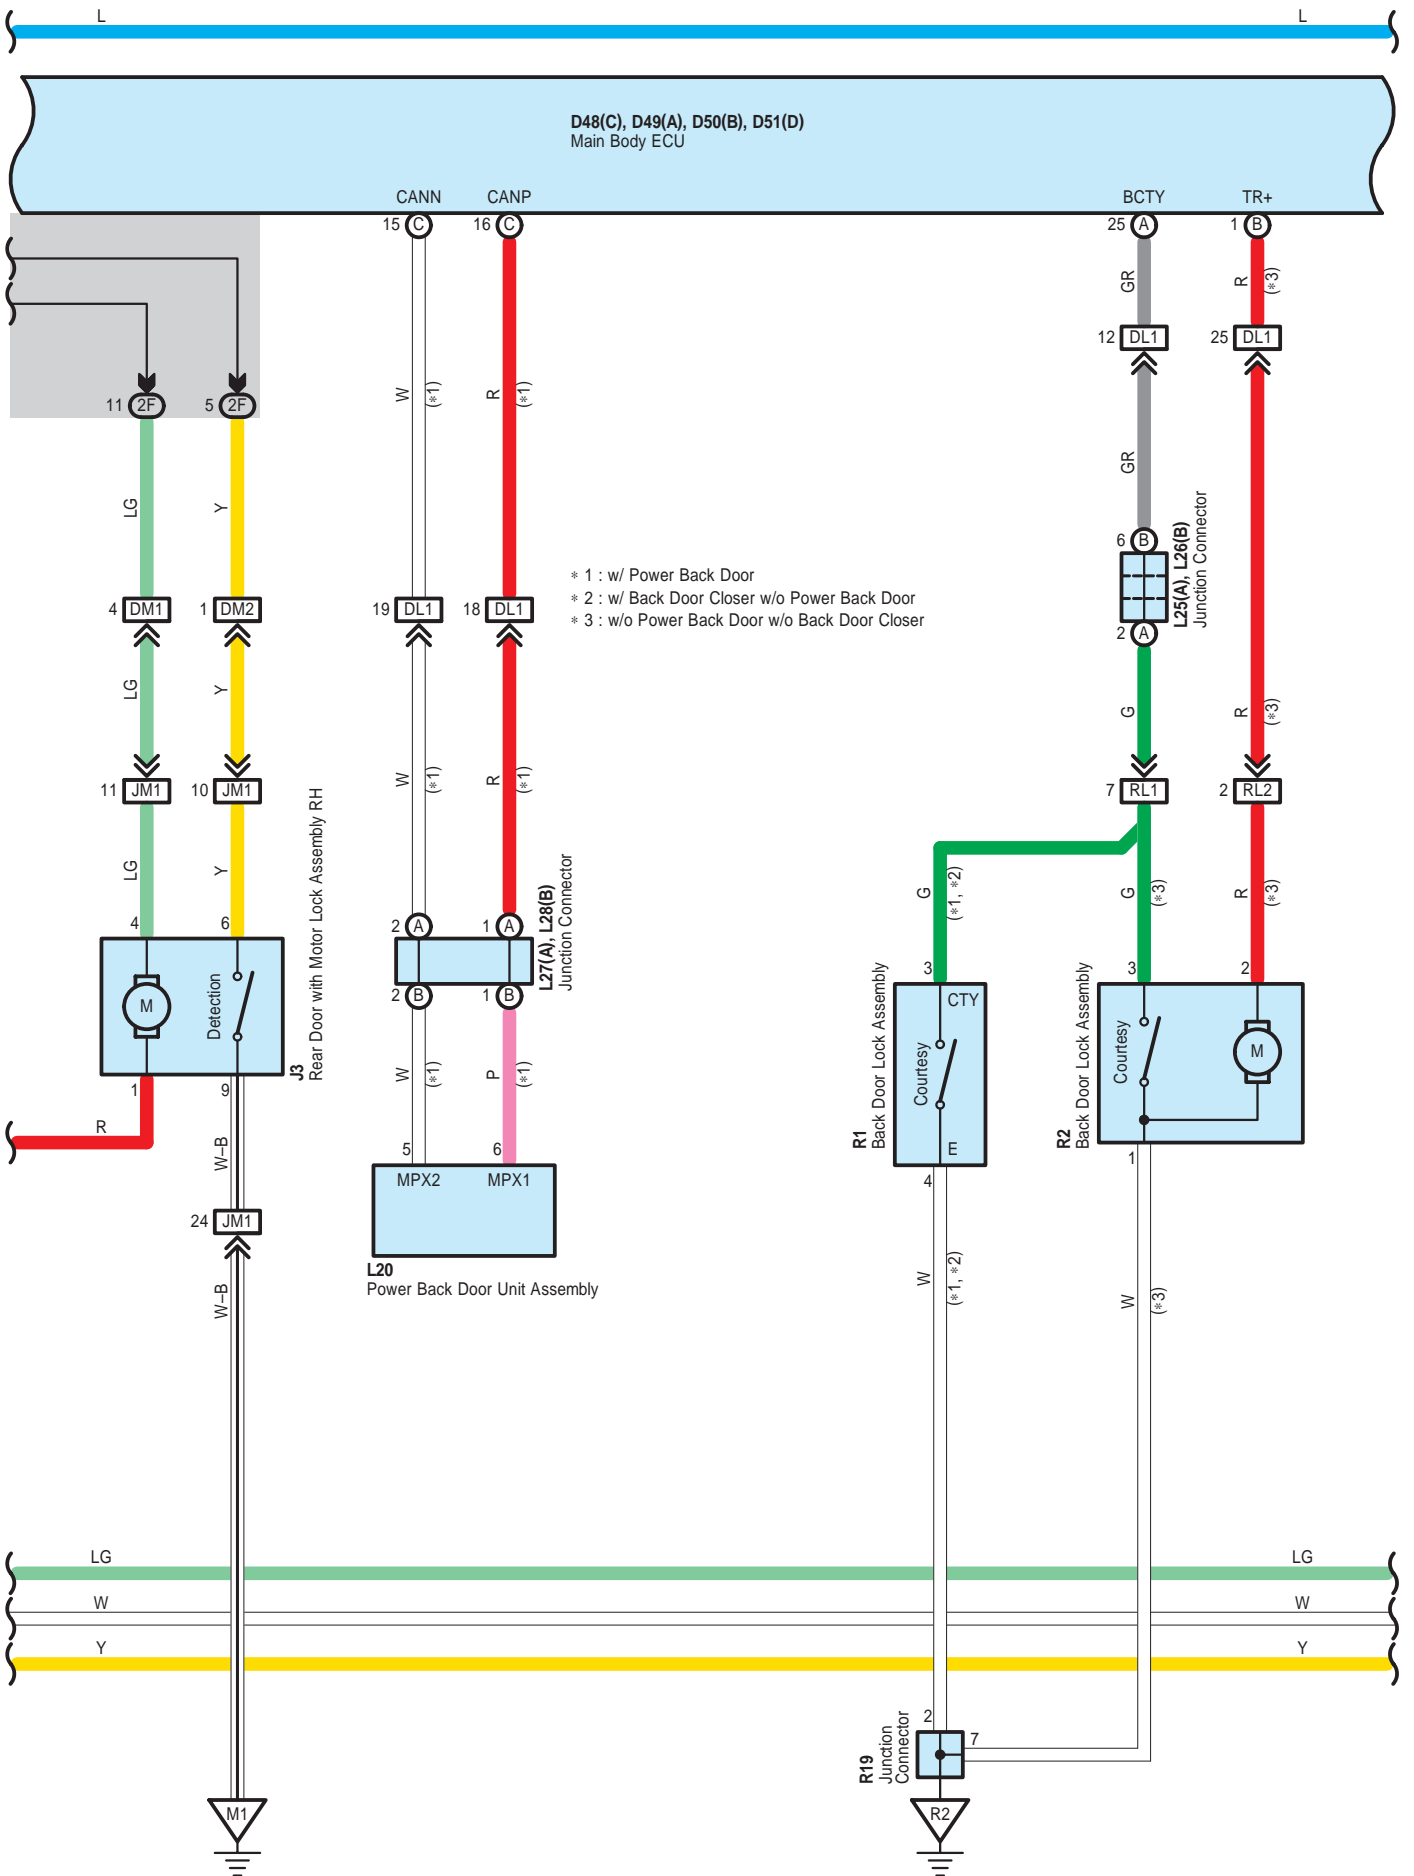 L
L
D48(C), D49(A), D50(B), D51(D)
Main Body ECU
CANN
CANP
BCTY
TR+
15 C
16 C
25 A
1 B
GR
R
(*3)
12 DL1
25 DL1
W
(*1)
R
(*1)
11 2F
5 2F
LG
Y
GR
6 B
L25(A), L26(B)
Junction Connector
2 A
* 1 : w/ Power Back Door
* 2 : w/ Back Door Closer w/o Power Back Door
* 3 : w/o Power Back Door w/o Back Door Closer
4 DM1
1 DM2
19 DL1
18 DL1
LG
Y
G
R
(*3)
W
(*1)
R
(*1)
11 JM1
10 JM1
7 RL1
2 RL2
LG
Y
G
(*1, *2)
G
(*3)
R
(*3)
4
6
2 A
1 A
L27(A), L28(B)
Junction Connector
2 B
1 B
M
Detection
J3
Rear Door with Motor Lock Assembly RH
3
CTY
Courtesy
E
R1
Back Door Lock Assembly
3
2
Courtesy
M
R2
Back Door Lock Assembly
1
9
W
(*1)
P
(*1)
R
W-B
5
6
MPX2
MPX1
4
1
24 JM1
L20
Power Back Door Unit Assembly
W-B
W
(*1, *2)
W
(*3)
LG
LG
W
W
Y
Y
2
7
R19
Junction
Connector
M1
R2